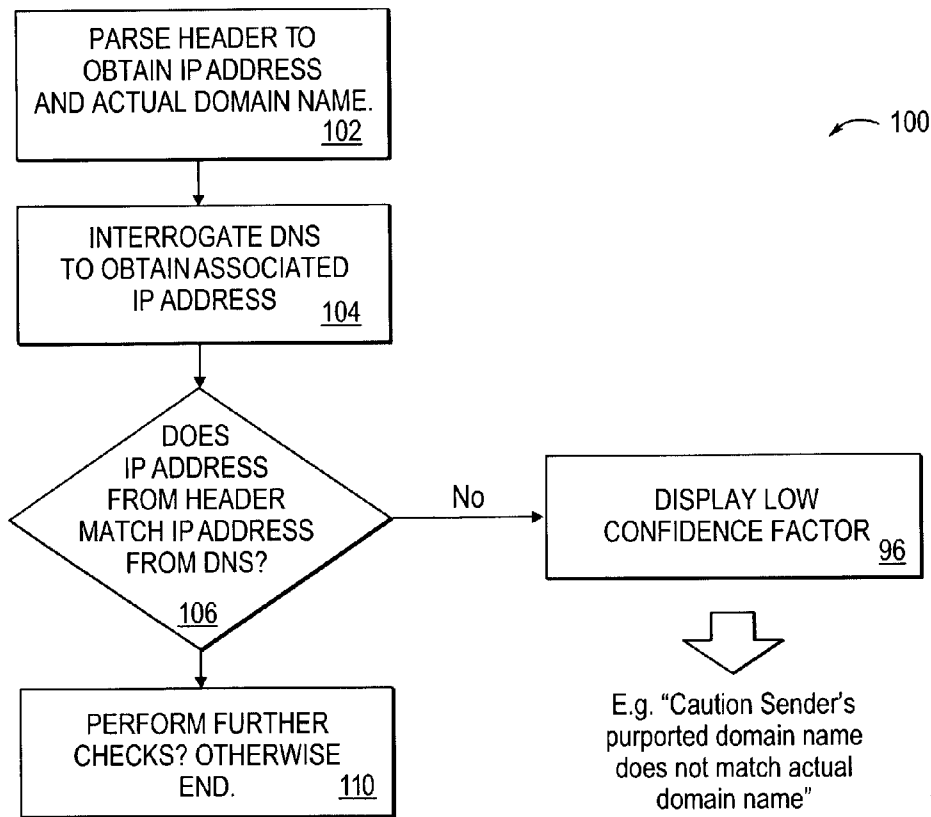 PARSE HEADER TO
OBTAIN IP ADDRESS
AND ACTUAL DOMAIN NAME.
102
100
INTERROGATE DNS
TO OBTAIN ASSOCIATED
IP ADDRESS
104
DOES
IP ADDRESS
FROM HEADER
MATCH IP ADDRESS
FROM DNS?
106
No
DISPLAY LOW
CONFIDENCE FACTOR
96
E.g. “Caution Sender's
purported domain name
does not match actual
domain name”
PERFORM FURTHER
CHECKS? OTHERWISE
END.
110